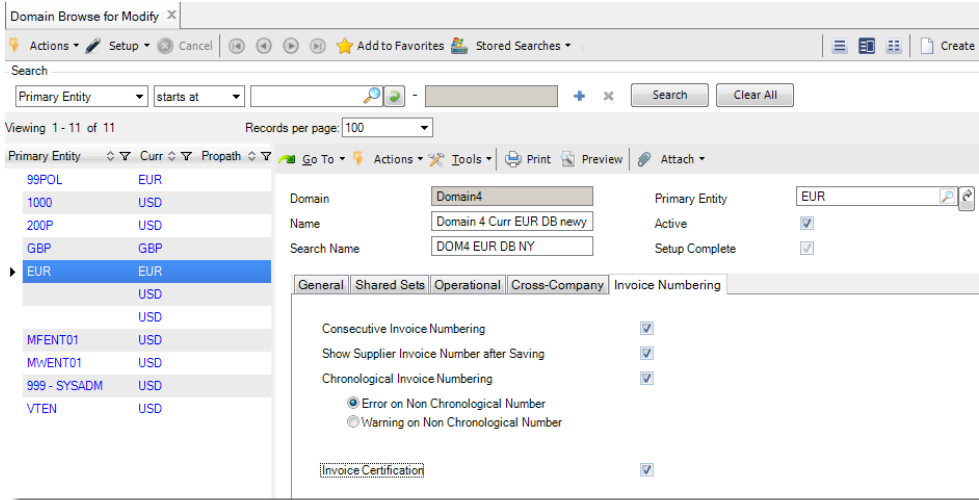 Domain Browse for Modify
Actions Setup Cancel Add to Favorites Stored Searches Create
Search
Primary Entity starts at - Search Clear All
Viewing 1 - 11 of 11 Records per page: 100
Primary Entity Curr Propath Go To Actions Tools Print Preview Attach
99POL EUR
1000 USD
200P USD
GBP GBP
EUR EUR
USD
USD
MFENT01 USD
MWENT01 USD
999 - SYSADM USD
VTEN USD
Domain Domain4 Primary Entity EUR
Name Domain 4 Curr EUR DB newy Active
Search Name DOM4 EUR DB NY Setup Complete
General Shared Sets Operational Cross-Company Invoice Numbering
Consecutive Invoice Numbering
Show Supplier Invoice Number after Saving
Chronological Invoice Numbering
Error on Non Chronological Number
Warning on Non Chronological Number
Invoice Certification